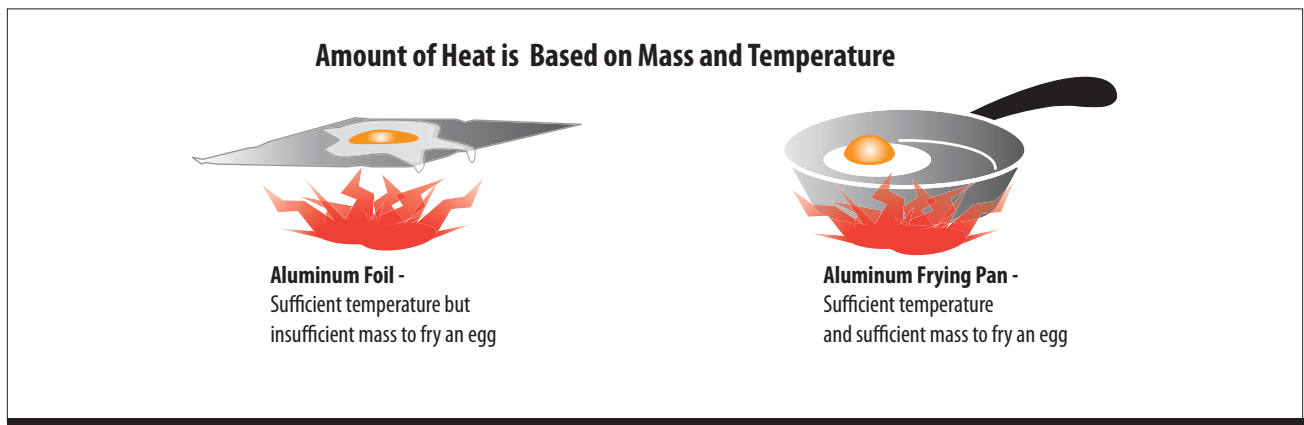 Amount of Heat is Based on Mass and Temperature
Aluminum Foil -
Sufficient temperature but
insufficient mass to fry an egg
Aluminum Frying Pan -
Sufficient temperature
and sufficient mass to fry an egg